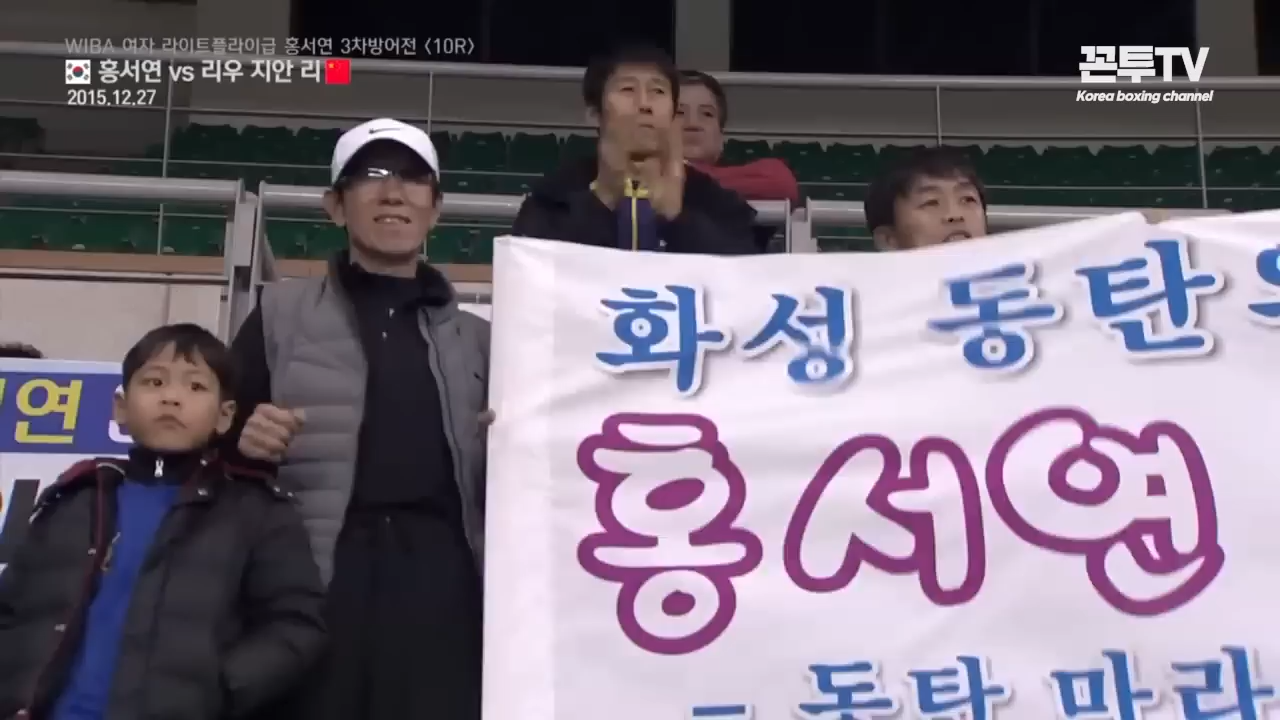 WIBA 여자 라이트플라이급 홍서연 3차방어전 〈10R〉
홍서연 vs 리우 지안 리
2015.12.27
꼰투TV
Korea boxing channel
화성 동탄
홍서연
- 동탄 마라
연